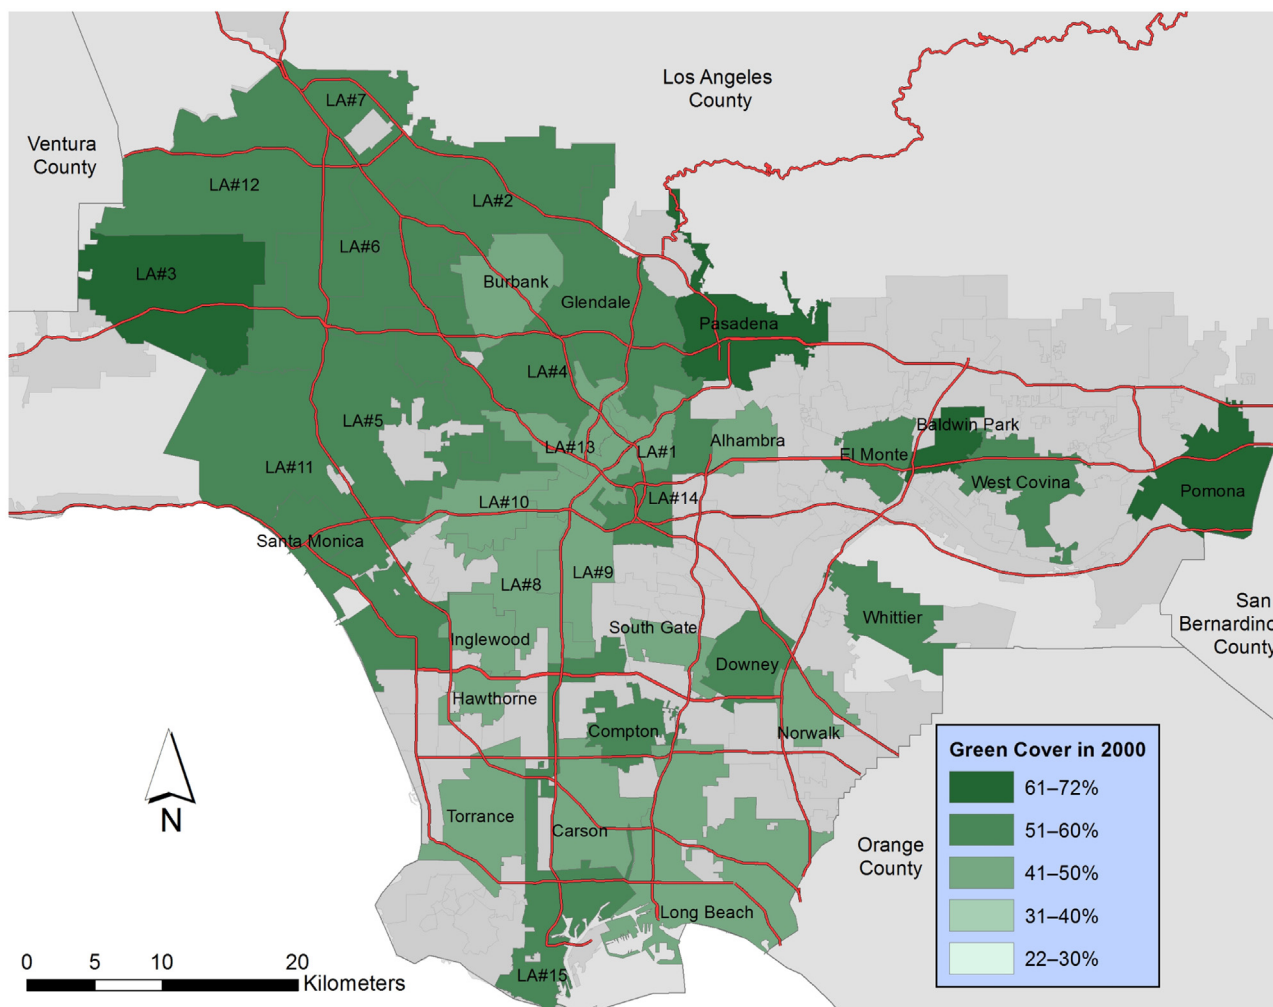 Los Angeles
County
LA#7
Ventura
County
LA#12
LA#2
LA#6
LA#3
Burbank
Glendale
Pasadena
LA#4
LA#5
Baldwin Park
LA#13
LA#1
Alhambra
El Monte
LA#11
West Covina
Pomona
LA#10
LA#14
Santa Monica
LA#8
LA#9
San
Bernardino
County
Whittier
South Gate
Inglewood
Downey
Hawthorne
Compton
Norwalk
Green Cover in 2000
61–72%
51–60%
41–50%
31–40%
22–30%
Torrance
Carson
N
Orange
County
Long Beach
LA#15
0 5 10 20
Kilometers